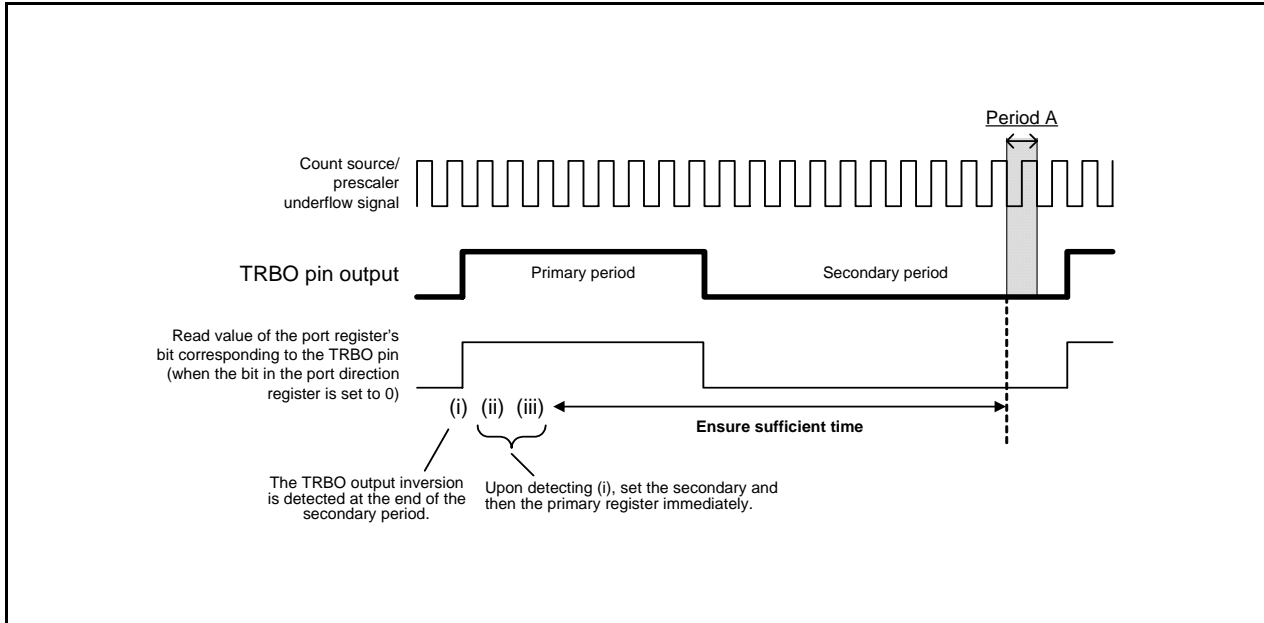 Period A
Count source/
prescaler
underflow signal
TRBO pin output
Primary period
Secondary period
Read value of the port register's
bit corresponding to the TRBO pin
(when the bit in the port direction
register is set to 0)
(i) (ii) (iii)
Ensure sufficient time
The TRBO output inversion
is detected at the end of the
secondary period.
Upon detecting (i), set the secondary and
then the primary register immediately.